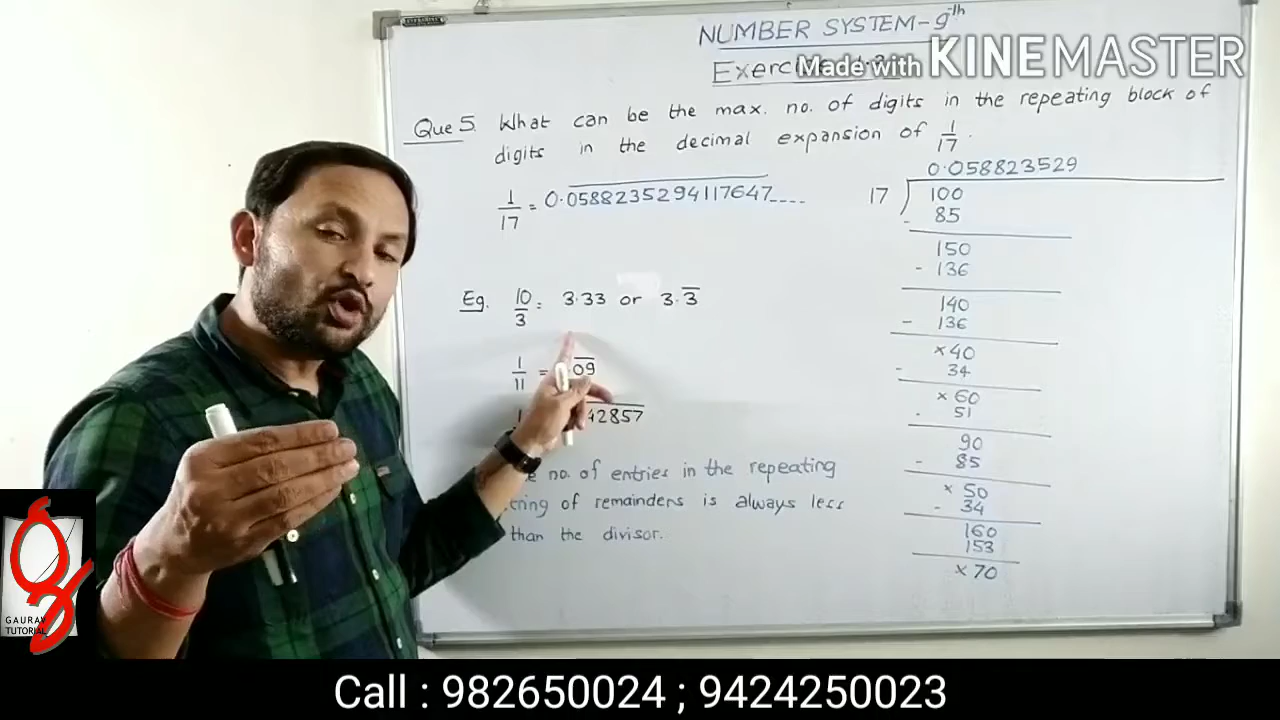 NUMBER SYSTEM-9th
Made with KINEMASTER
Que 5. What can be the max. no. of digits in the repeating block of
digits in the decimal expansion of 1/17.
1/17 = 0.0588235294117647....
Eg. 10/3 = 3.33 or 3.3̅
1/11 = 09
42857
no. of entries in the repeating
of remainders is always less
than the divisor.
0.058823529
17 100
- 85
150
- 136
140
- 136
×40
- 34
×60
- 51
90
- 85
× 50
- 34
160
153
×70
GAURAV
TUTORIAL
Call : 982650024 ; 9424250023